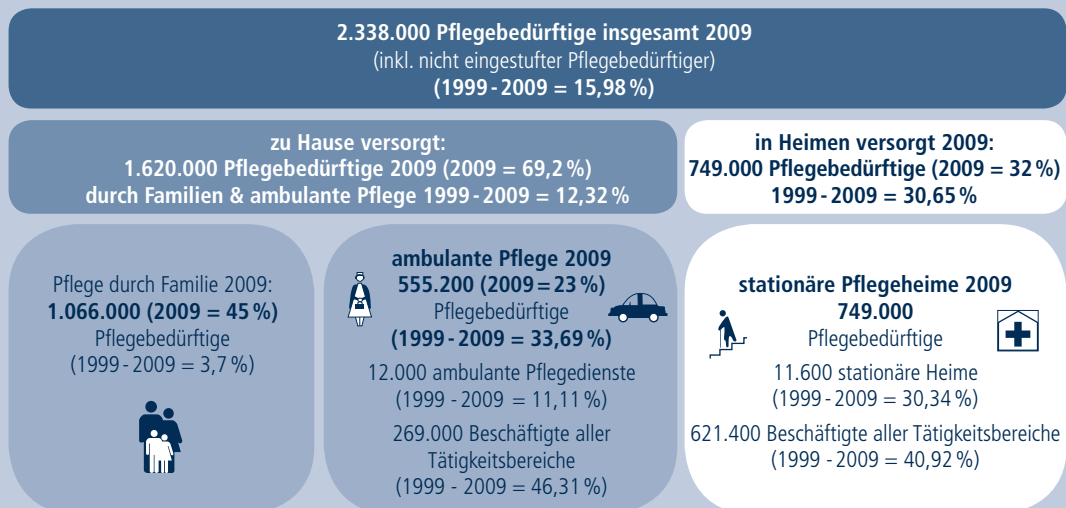 2.338.000 Pflegebedürftige insgesamt 2009
(inkl. nicht eingestufter Pflegebedürftiger)
(1999 - 2009 = 15,98 %)
zu Hause versorgt:
1.620.000 Pflegebedürftige 2009 (2009 = 69,2 %)
durch Familien & ambulante Pflege 1999 - 2009 = 12,32 %
in Heimen versorgt 2009:
749.000 Pflegebedürftige (2009 = 32 %)
1999 - 2009 = 30,65 %
Pflege durch Familie 2009:
1.066.000 (2009 = 45 %)
Pflegebedürftige
(1999 - 2009 = 3,7 %)
ambulante Pflege 2009
555.200 (2009 = 23 %)
Pflegebedürftige
(1999 - 2009 = 33,69 %)
12.000 ambulante Pflegedienste
(1999 - 2009 = 11,11 %)
269.000 Beschäftigte aller
Tätigkeitsbereiche
(1999 - 2009 = 46,31 %)
stationäre Pflegeheime 2009
749.000
Pflegebedürftige
11.600 stationäre Heime
(1999 - 2009 = 30,34 %)
621.400 Beschäftigte aller Tätigkeitsbereiche
(1999 - 2009 = 40,92 %)